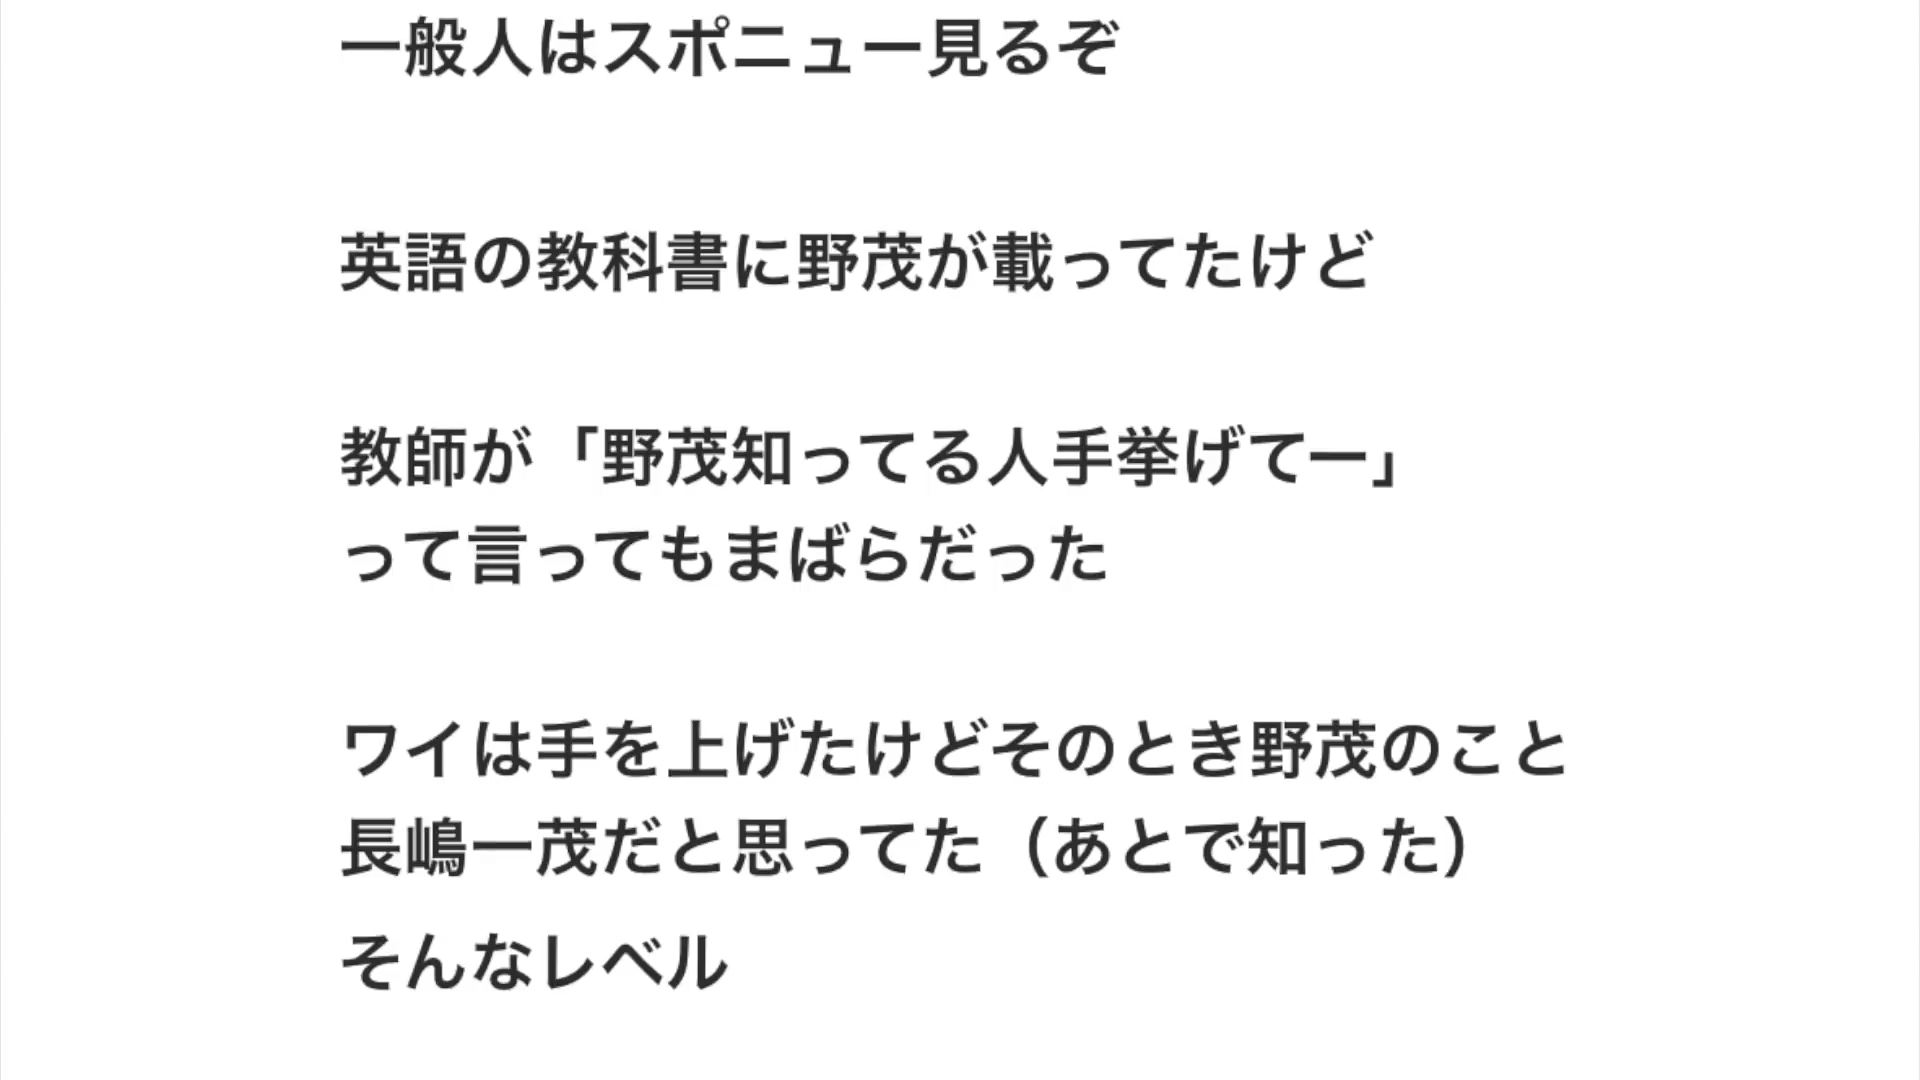 一般人はスポニュー見るぞ
英語の教科書に野茂が載ってたけど
教師が「野茂知ってる人手挙げてー」
って言ってもまばらだった
ワイは手を上げたけどそのとき野茂のこと
長嶋一茂だと思ってた（あとで知った）
そんなレベル